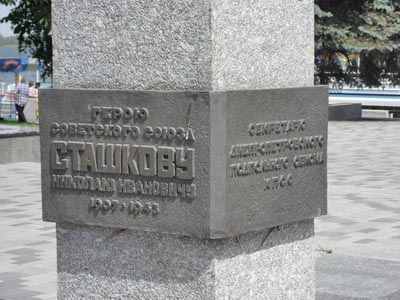 ГЕРОЮ
СОВЕТСКОГО СОЮЗА
СТАШКОВУ
НИКОЛАЮ ИВАНОВИЧУ
1907-1943
СЕКРЕТАРЮ
ДНЕПРОПЕТРОВСКОГО
ПОДПОЛЬНОГО ОБКОМА